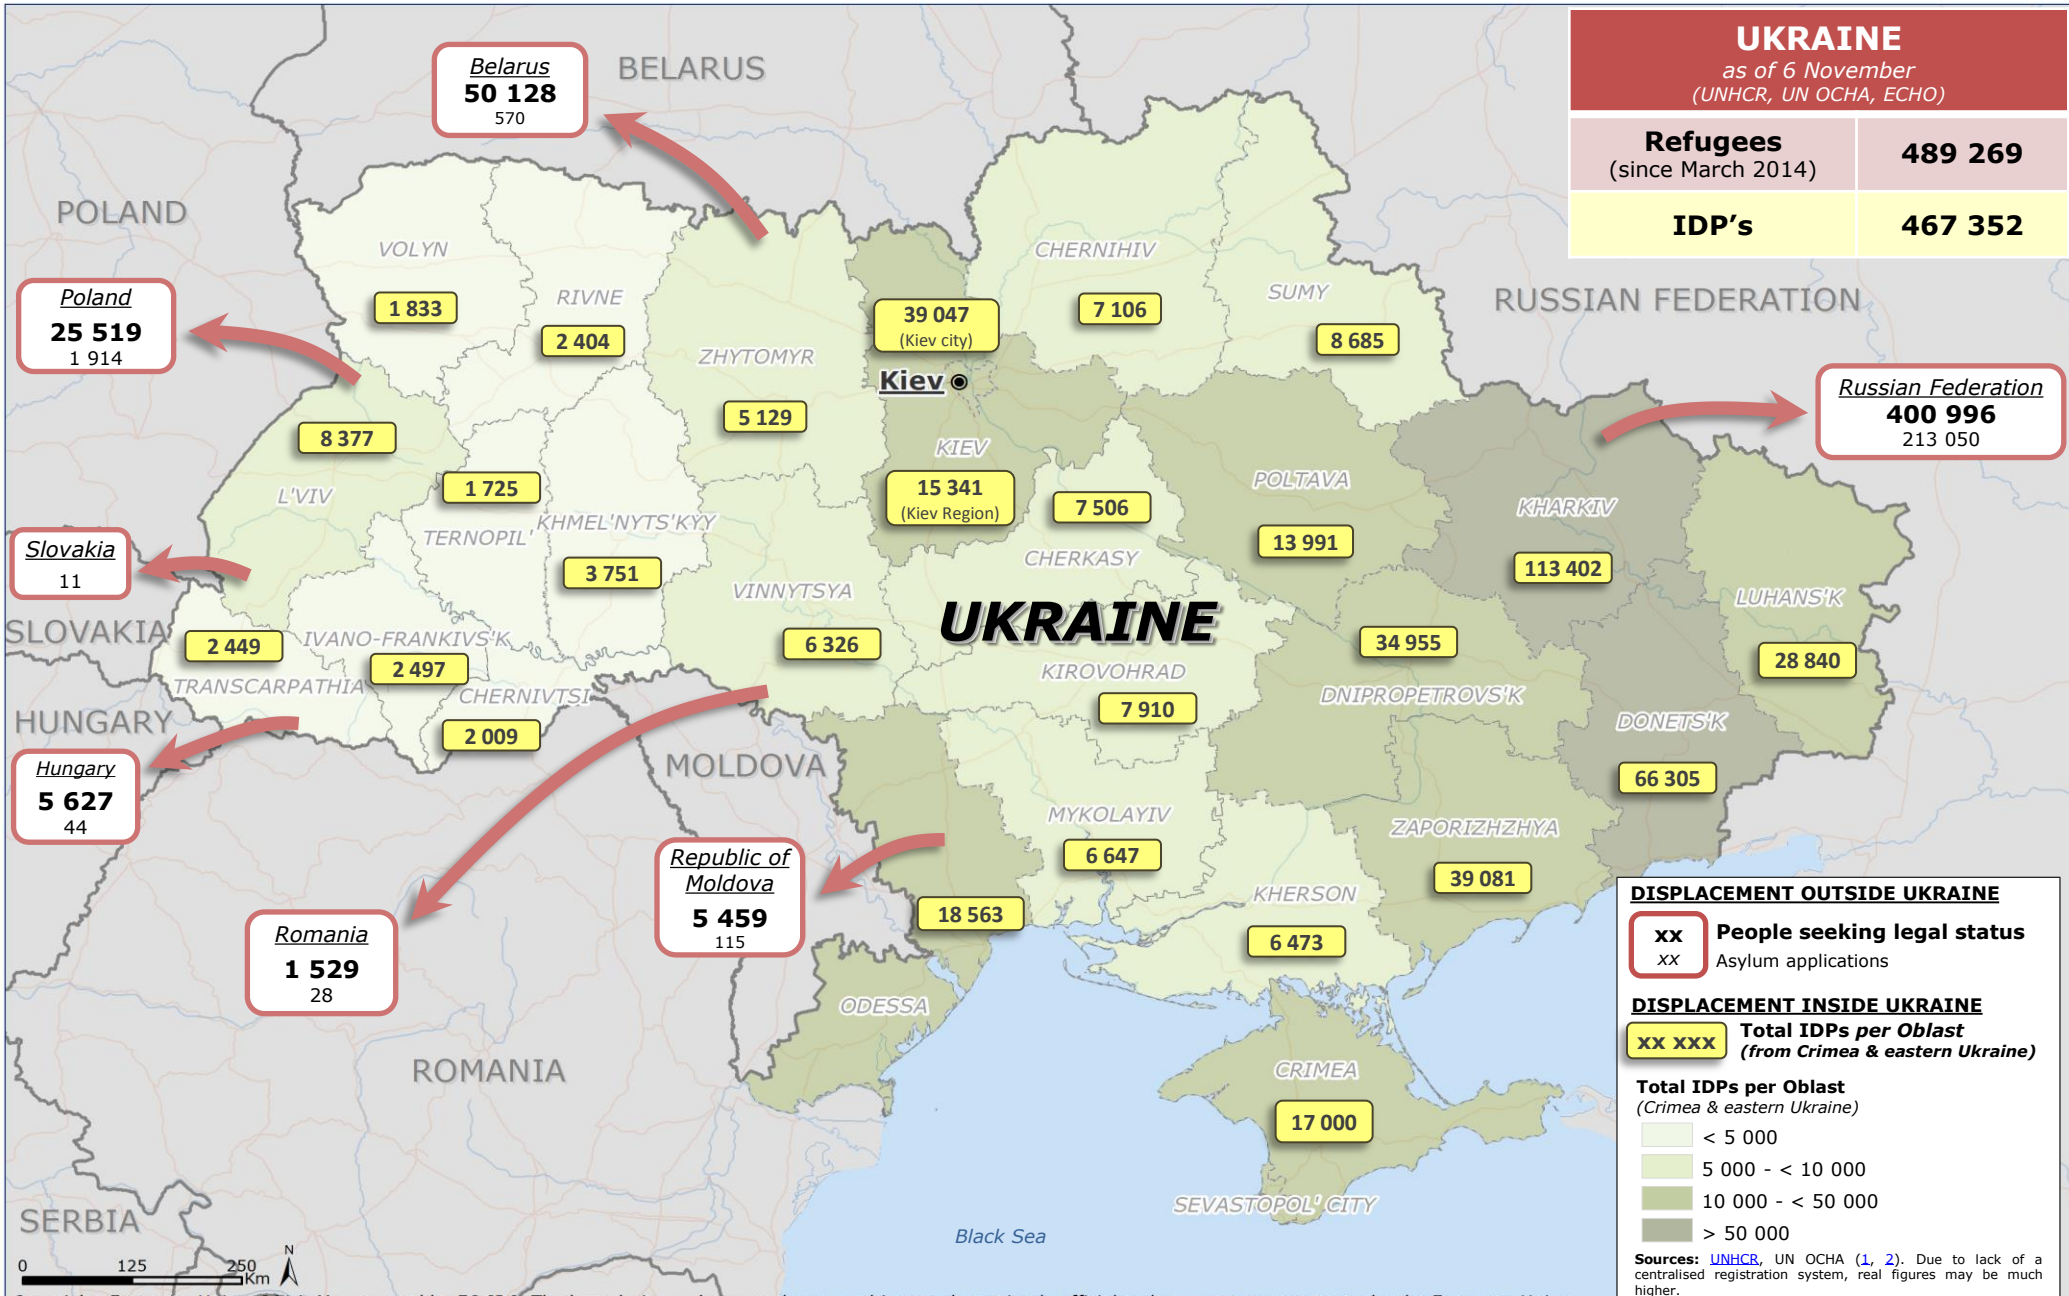 UKRAINE
as of 6 November
(UNHCR, UN OCHA, ECHO)
Refugees
(since March 2014)
489 269
IDP's
467 352
BELARUS
Belarus
50 128
570
POLAND
Poland
25 519
1 914
RUSSIAN FEDERATION
Russian Federation
400 996
213 050
SLOVAKIA
Slovakia
11
HUNGARY
Hungary
5 627
44
Romania
1 529
28
ROMANIA
MOLDOVA
Republic of
Moldova
5 459
115
SERBIA
VOLYN
1 833
RIVNE
2 404
ZHYTOMYR
5 129
39 047
(Kiev city)
Kiev
KIEV
15 341
(Kiev Region)
CHERNIHIV
7 106
SUMY
8 685
8 377
L'VIV
1 725
TERNOPIL'
KHMEL'NYTS'KYY
3 751
VINNYTSYA
6 326
7 506
CHERKASY
POLTAVA
13 991
KHARKIV
113 402
LUHANS'K
28 840
UKRAINE
2 449
TRANSCARPATHIA
IVANO-FRANKIVS'K
2 497
CHERNIVTSI
2 009
KIROVOHRAD
7 910
34 955
DNIPROPETROVS'K
DONETS'K
66 305
MYKOLAYIV
6 647
ZAPORIZHZHYA
39 081
KHERSON
6 473
18 563
ODESSA
CRIMEA
17 000
SEVASTOPOL' CITY
Black Sea
0 125 250
Km
N
DISPLACEMENT OUTSIDE UKRAINE
xx
xx
People seeking legal status
Asylum applications
DISPLACEMENT INSIDE UKRAINE
xx xxx
Total IDPs per Oblast
(from Crimea & eastern Ukraine)
Total IDPs per Oblast
(Crimea & eastern Ukraine)
< 5 000
5 000 - < 10 000
10 000 - < 50 000
> 50 000
Sources: UNHCR, UN OCHA (1, 2). Due to lack of a
centralised registration system, real figures may be much
higher.